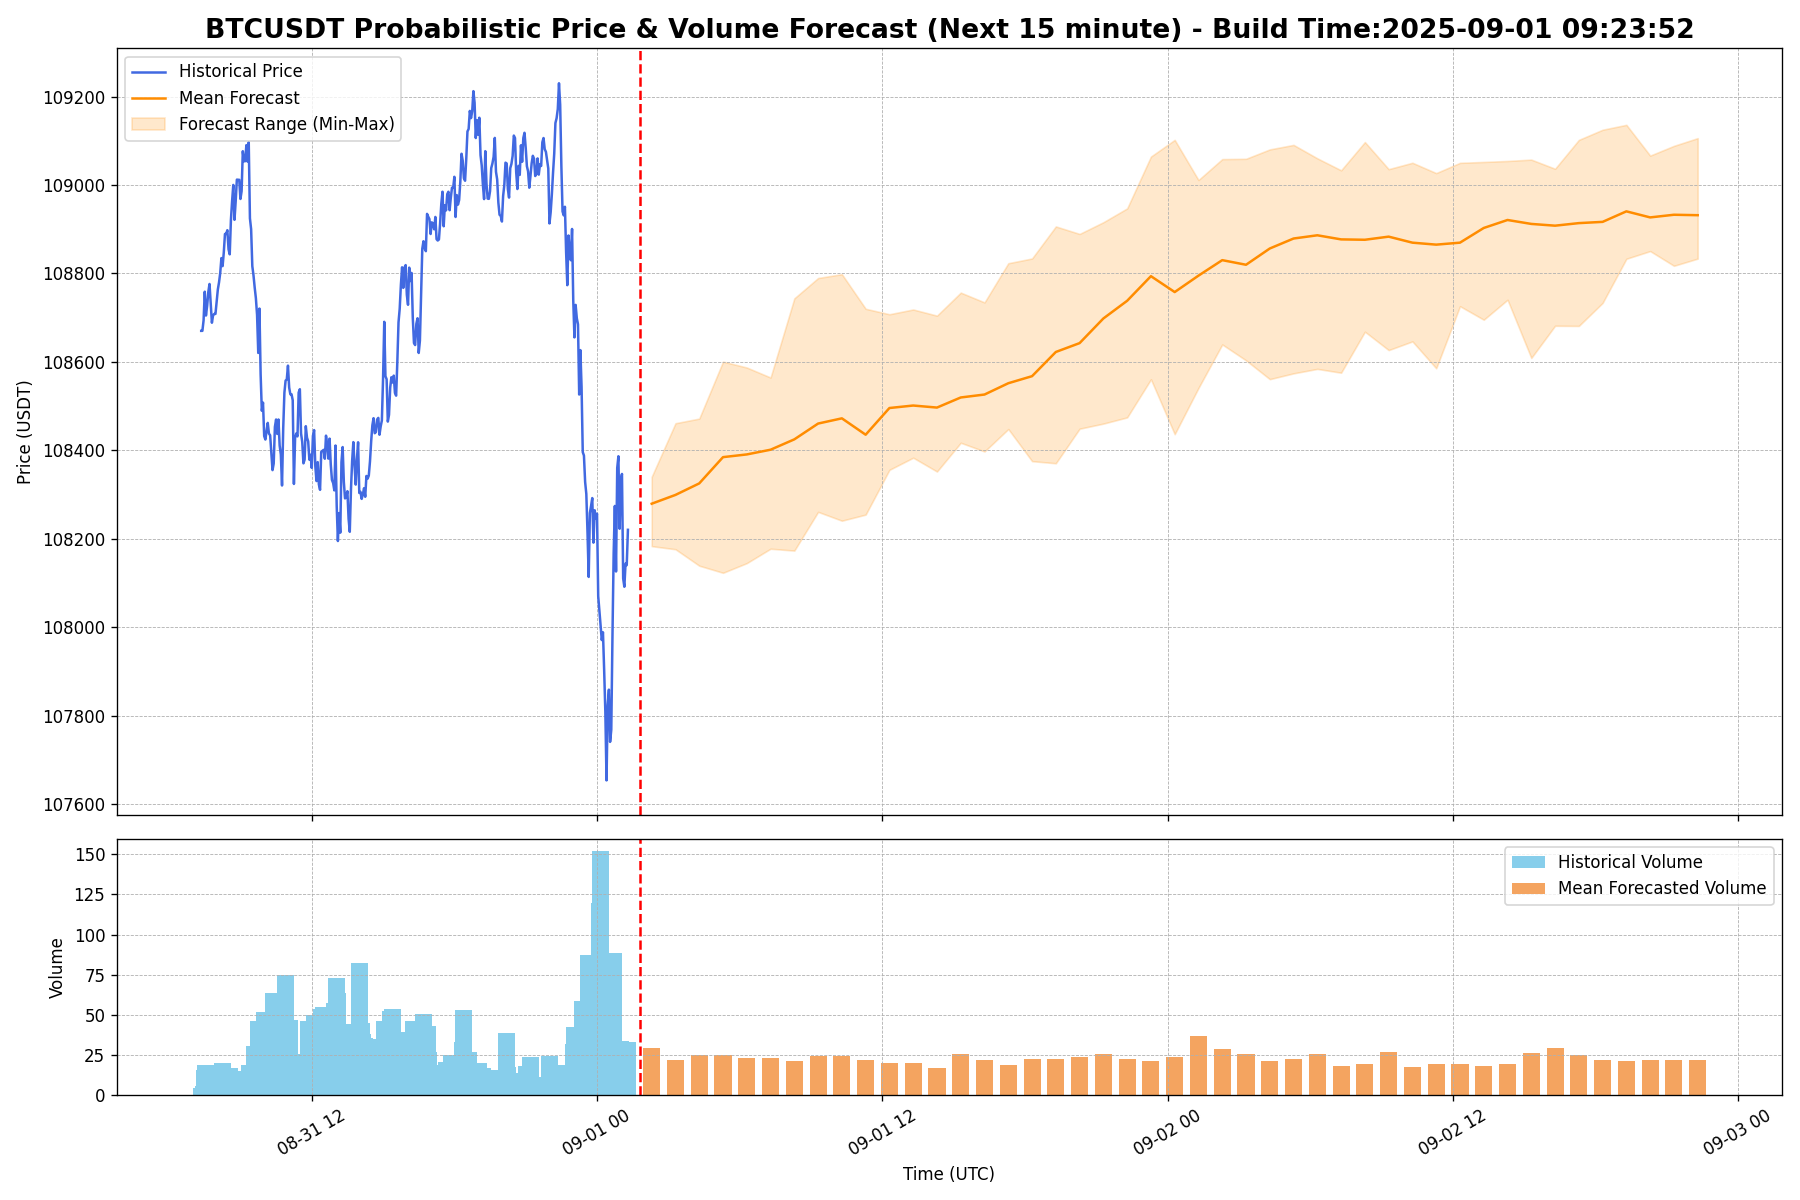 BTCUSDT Probabilistic Price & Volume Forecast (Next 15 minute) - Build Time:2025-09-01 09:23:52
Historical Price
Mean Forecast
Forecast Range (Min-Max)
109200
109000
108800
108600
108400
108200
108000
107800
107600
Price (USDT)
Historical Volume
Mean Forecasted Volume
150
125
100
75
50
25
0
Volume
08-31 12
09-01 00
09-01 12
09-02 00
09-02 12
09-03 00
Time (UTC)